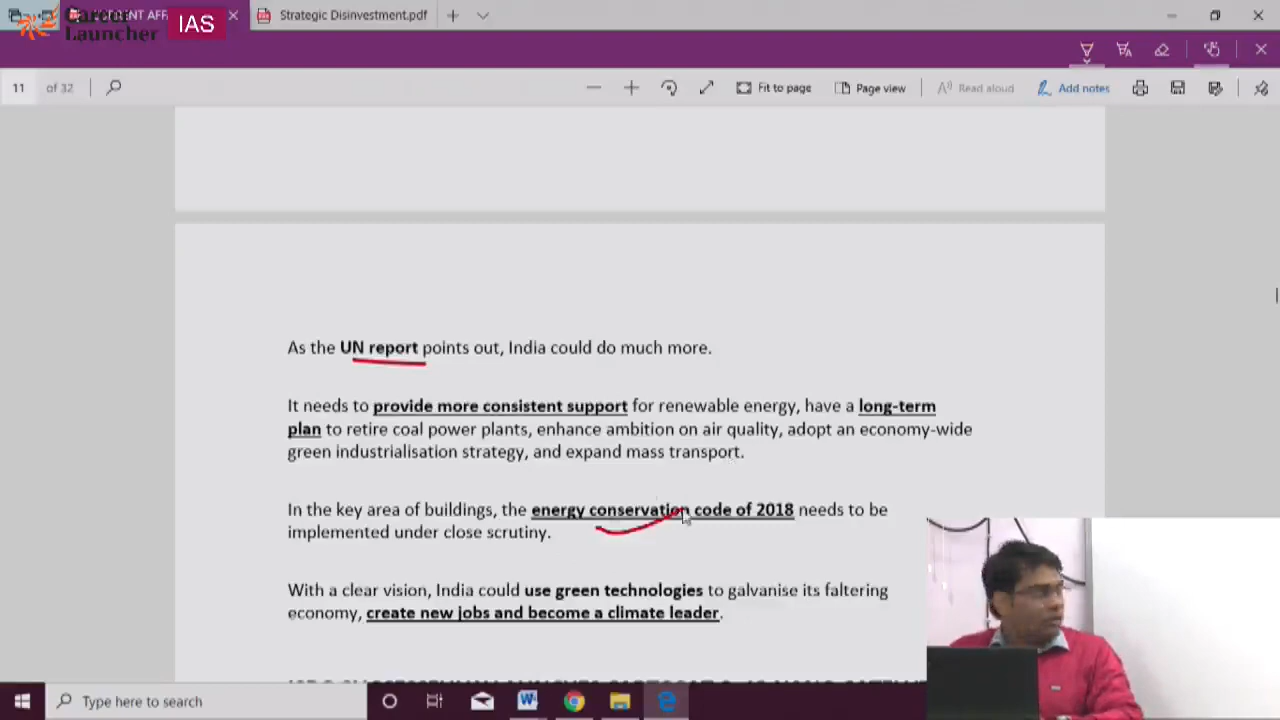 Career
Launcher
IAS
CURRENT AFF
Strategic Disinvestment.pdf
11 of 32
Fit to page
Page view
Read aloud
Add notes
As the UN report points out, India could do much more.
It needs to provide more consistent support for renewable energy, have a long-term
plan to retire coal power plants, enhance ambition on air quality, adopt an economy-wide
green industrialisation strategy, and expand mass transport.
In the key area of buildings, the energy conservation code of 2018 needs to be
implemented under close scrutiny.
With a clear vision, India could use green technologies to galvanise its faltering
economy, create new jobs and become a climate leader.
Type here to search